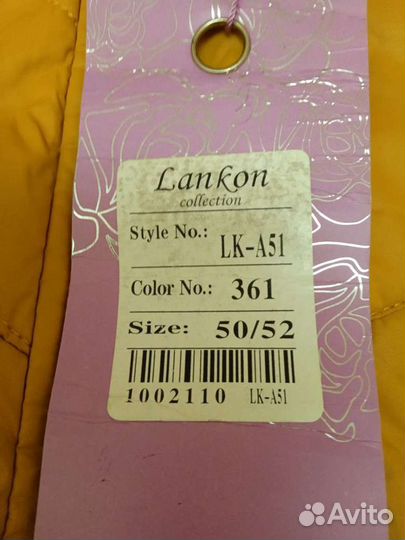 Lankon
collection
Style No.: LK-A51
Color No.: 361
Size: 50/52
1002110 LK-A51
Avito